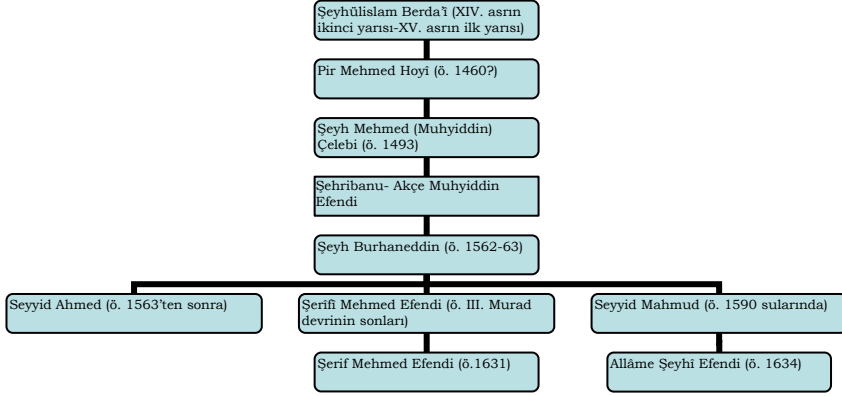 Şeyhülislam Berda'î (XIV. asrın
ikinci yarısı-XV. asrın ilk yarısı)
Pir Mehmed Hoyî (ö. 1460?)
Şeyh Mehmed (Muhyiddin)
Çelebi (ö. 1493)
Şehribanu- Akçe Muhyiddin
Efendi
Şeyh Burhaneddin (ö. 1562-63)
Seyyid Ahmed (ö. 1563'ten sonra)
Şerîfî Mehmed Efendi (ö. III. Murad
devrinin sonları)
Seyyid Mahmud (ö. 1590 sularında)
Şerif Mehmed Efendi (ö.1631)
Allâme Şeyhî Efendi (ö. 1634)